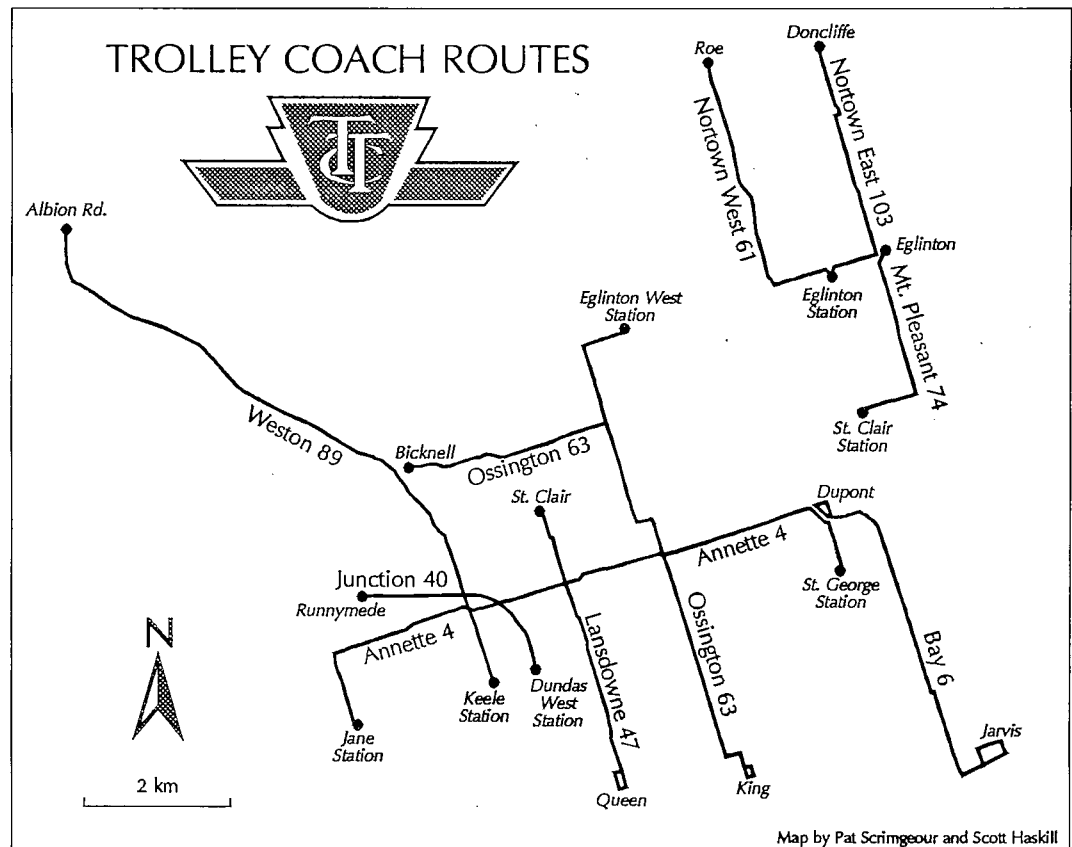 TROLLEY COACH ROUTES
TTC
Roe
Doncliffe
Nortown West 61
Nortown East 103
Albion Rd.
Eglinton
Eglinton
Station
Mt. Pleasant 74
Eglinton West
Station
St. Clair
Station
Weston 89
Bicknell
Ossington 63
St. Clair
Dupont
Annette 4
St. George
Station
Junction 40
Runnymede
Annette 4
Lansdowne 47
Ossington 63
Bay 6
N
Keele
Station
Dundas
West
Station
Jane
Station
Jarvis
2 km
Queen
King
Map by Pat Scrimgeour and Scott Haskill